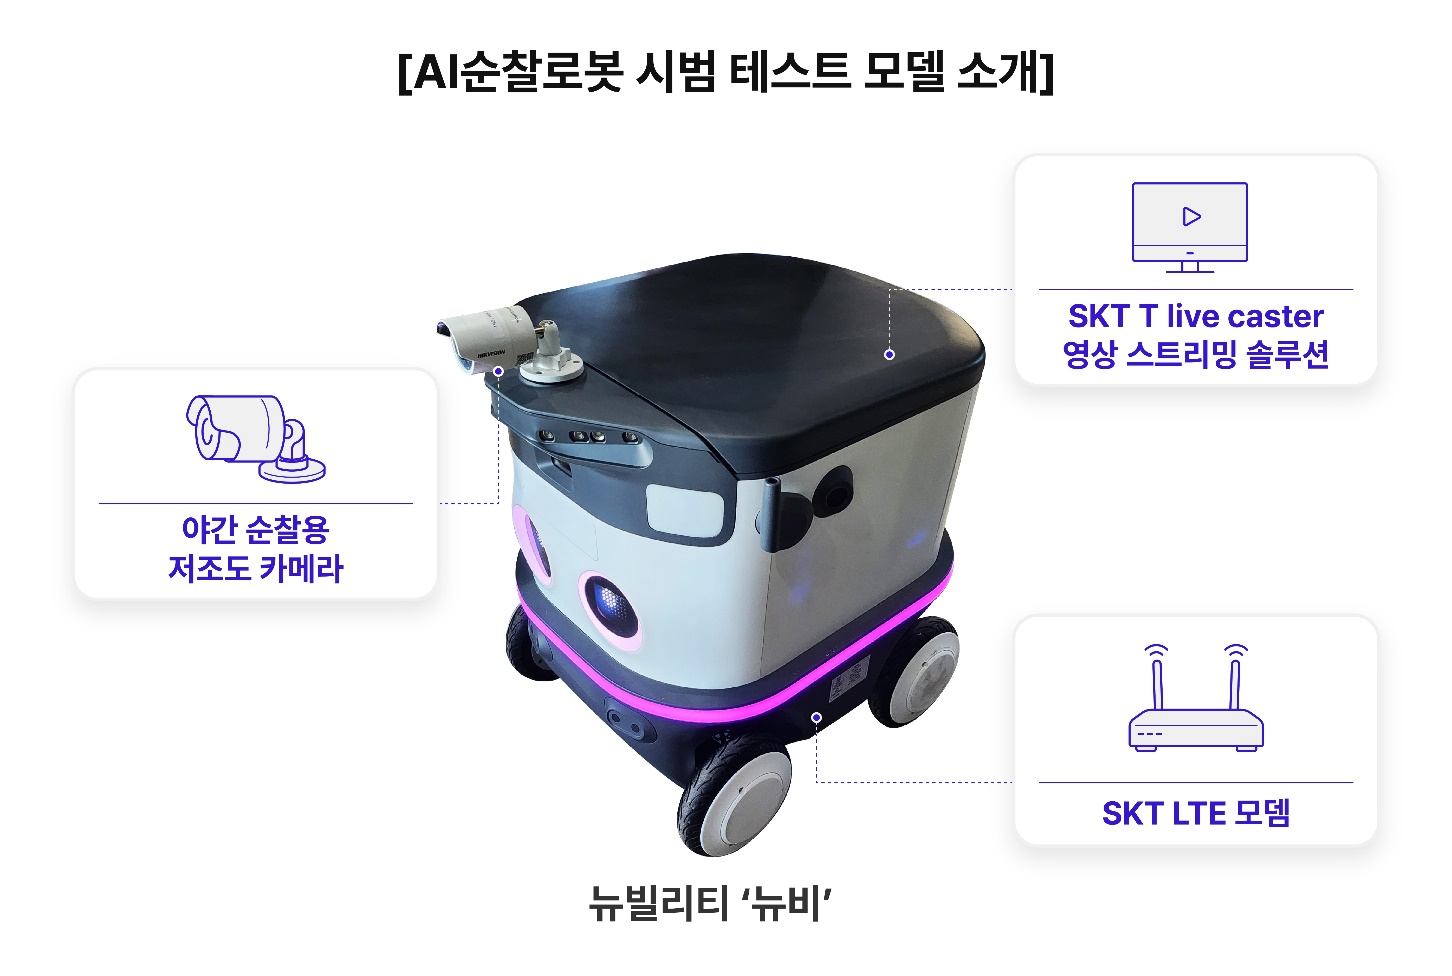 [AI순찰로봇 시범 테스트 모델 소개]
SKT T live caster
영상 스트리밍 솔루션
HIKVISION
야간 순찰용
저조도 카메라
SKT LTE 모뎀
뉴빌리티 ‘뉴비’